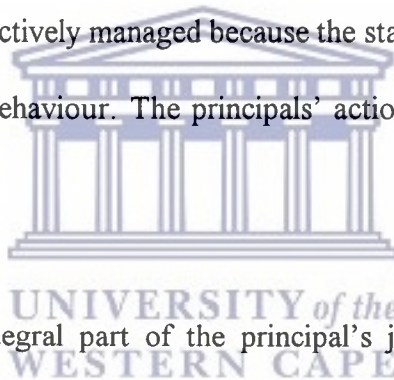 ctively managed because the sta
ehaviour. The principals' actio
UNIVERSITY of the
egral part of the principal's j
WESTERN CAPE